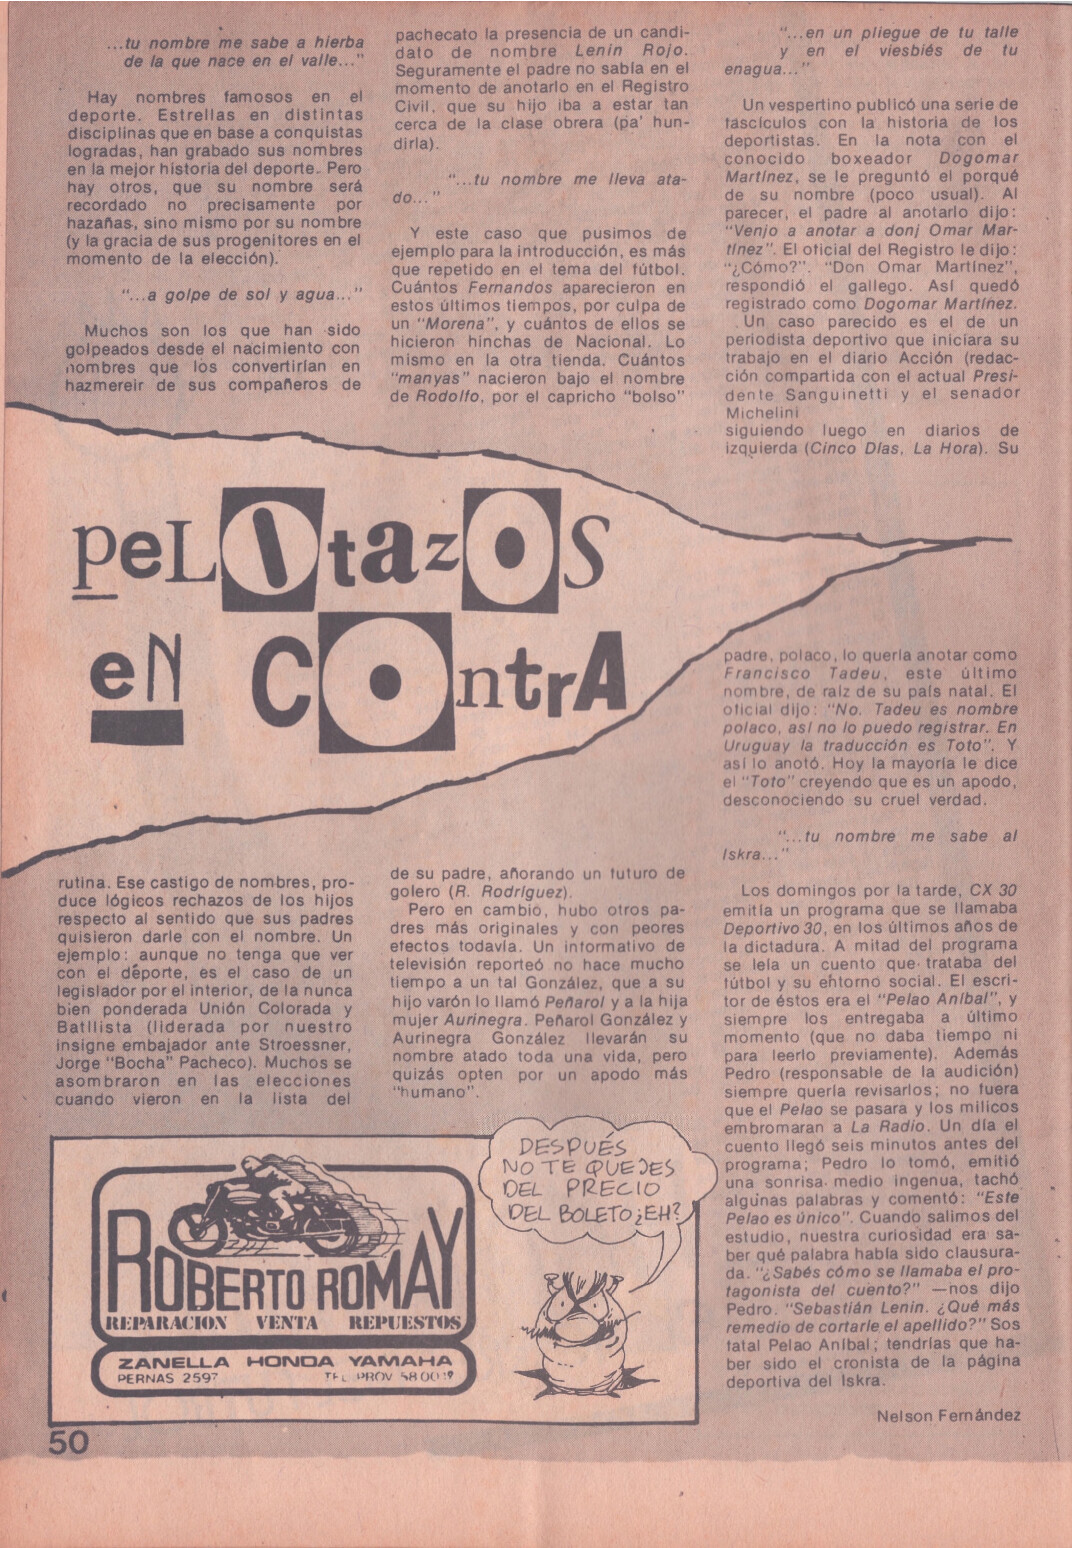 ...tu nombre me sabe a hierba
de la que nace en el valle..."
Hay nombres famosos en el
deporte. Estrellas en distintas
disciplinas que en base a conquistas
logradas, han grabado sus nombres
en la mejor historia del deporte. Pero
hay otros, que su nombre será
recordado no precisamente por
hazañas, sino mismo por su nombre
(y la gracia de sus progenitores en el
momento de la elección).
"...a golpe de sol y agua..."
Muchos son los que han sido
golpeados desde el nacimiento con
nombres que los convertirían en
hazmereir de sus compañeros de
peLOtazOS
eN COntrA
rutina. Ese castigo de nombres, pro-
duce lógicos rechazos de los hijos
respecto al sentido que sus padres
quisieron darle con el nombre. Un
ejemplo: aunque no tenga que ver
con el déporte, es el caso de un
legislador por el interior, de la nunca
bien ponderada Unión Colorada y
Batllista (liderada por nuestro
insigne embajador ante Stroessner,
Jorge "Bocha" Pacheco). Muchos se
asombraron en las elecciones
cuando vieron en la lista del
pachecato la presencia de un candi-
dato de nombre Lenin Rojo.
Seguramente el padre no sabía en el
momento de anotarlo en el Registro
Civil, que su hijo iba a estar tan
cerca de la clase obrera (pa' hun-
dirla).
"...tu nombre me lleva ata-
do..."
Y este caso que pusimos de
ejemplo para la introducción, es más
que repetido en el tema del fútbol.
Cuántos Fernandos aparecieron en
estos últimos tiempos, por culpa de
un "Morena", y cuántos de ellos se
hicieron hinchas de Nacional. Lo
mismo en la otra tienda. Cuántos
"manyas" nacieron bajo el nombre
de Rodolfo, por el capricho "bolso"
de su padre, añorando un futuro de
golero (R. Rodríguez).
Pero en cambio, hubo otros pa-
dres más originales y con peores
efectos todavía. Un informativo de
televisión reporteó no hace mucho
tiempo a un tal González, que a su
hijo varón lo llamó Peñarol y a la hija
mujer Aurinegra. Peñarol González y
Aurinegra González llevarán su
nombre atado toda una vida, pero
quizás opten por un apodo más
"humano".
"...en un pliegue de tu talle
y en el viesbiés de tu
enagua..."
Un vespertino publicó una serie de
fascículos con la historia de los
deportistas. En la nota con el
conocido boxeador Dogomar
Martínez, se le preguntó el porqué
de su nombre (poco usual). Al
parecer, el padre al anotarlo dijo:
"Venjo a anotar a donj Omar Mar-
tínez". El oficial del Registro le dijo:
"¿Cómo?". "Don Omar Martínez",
respondió el gallego. Así quedó
registrado como Dogomar Martínez.
Un caso parecido es el de un
periodista deportivo que iniciara su
trabajo en el diario Acción (redac-
ción compartida con el actual Presi-
dente Sanguinetti y el senador
Michelini
siguiendo luego en diarios de
izquierda (Cinco Días, La Hora). Su
padre, polaco, lo quería anotar como
Francisco Tadeu, este último
nombre, de raíz de su país natal. El
oficial dijo: "No. Tadeu es nombre
polaco, así no lo puedo registrar. En
Uruguay la traducción es Toto". Y
así lo anotó. Hoy la mayoría le dice
el "Toto" creyendo que es un apodo,
desconociendo su cruel verdad.
"...tu nombre me sabe al
Iskra..."
Los domingos por la tarde, CX 30
emitía un programa que se llamaba
Deportivo 30, en los últimos años de
la dictadura. A mitad del programa
se leía un cuento que trataba del
fútbol y su entorno social. El escri-
tor de éstos era el "Pelao Aníbal", y
siempre los entregaba a último
momento (que no daba tiempo ni
para leerlo previamente). Además
Pedro (responsable de la audición)
siempre quería revisarlos; no fuera
que el Pelao se pasara y los milicos
embromaran a La Radio. Un día el
cuento llegó seis minutos antes del
programa; Pedro lo tomó, emitió
una sonrisa medio ingenua, tachó
algunas palabras y comentó: "Este
Pelao es único". Cuando salimos del
estudio, nuestra curiosidad era sa-
ber qué palabra había sido clausura-
da. "¿Sabés cómo se llamaba el pro-
tagonista del cuento?" —nos dijo
Pedro. "Sebastián Lenin. ¿Qué más
remedio de cortarle el apellido?" Sos
fatal Pelao Aníbal; tendrías que ha-
ber sido el cronista de la página
deportiva del Iskra.
Nelson Fernández
ROBERTO ROMAY
REPARACION VENTA REPUESTOS
ZANELLA HONDA YAMAHA
PERNAS 2597
TEL. PROV. 58 00 19
DESPUÉS
NO TE QUEJES
DEL PRECIO
DEL BOLETO ¿EH?
50